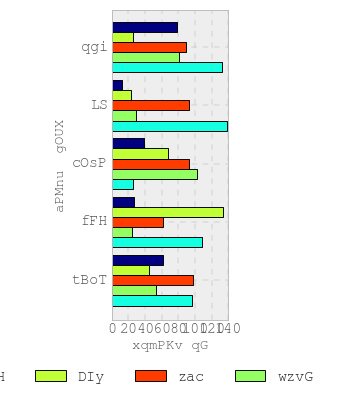 qgi
LS
cOsP
fFH
tBoT
aPMnu gOUX
0 20 40 60 80 100 120 140
xqmPKv qG
H DIy zac wzvG